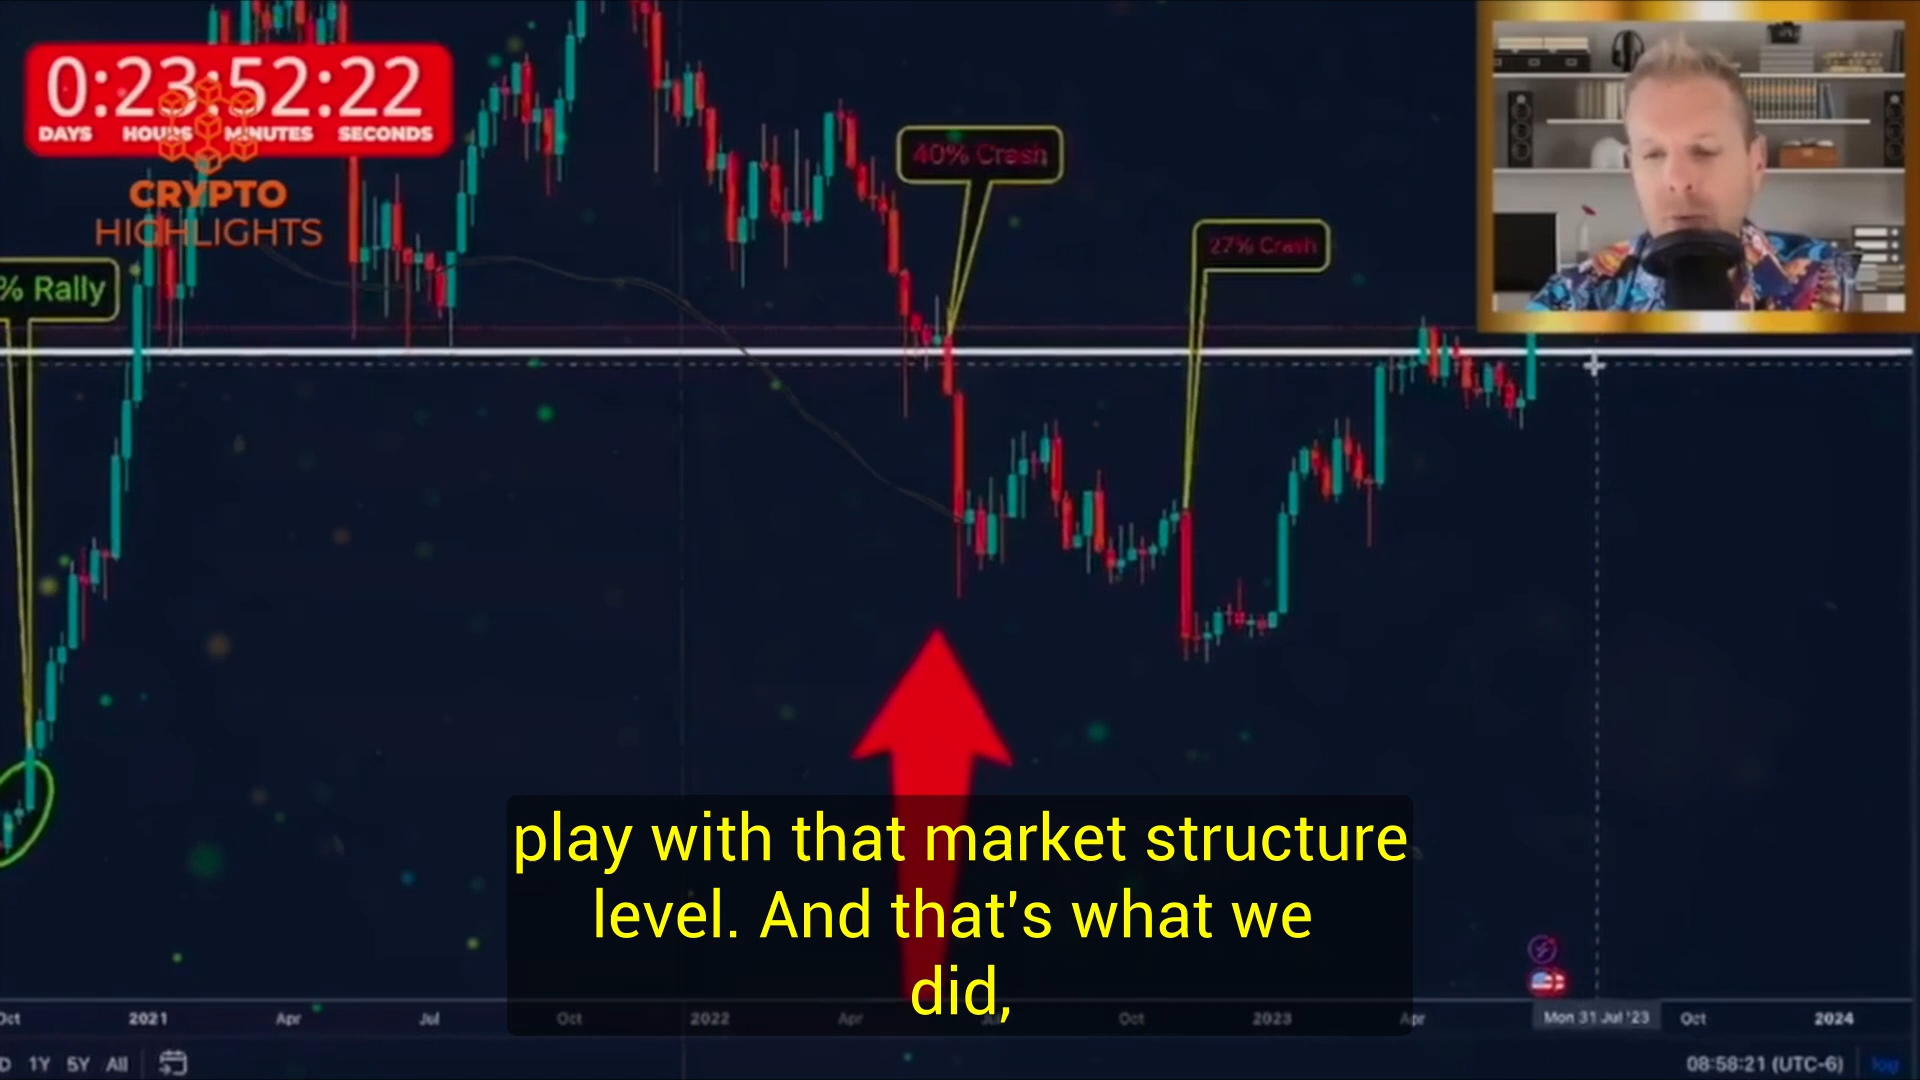 0:23:52:22
DAYS HOURS MINUTES SECONDS
CRYPTO
HIGHLIGHTS
% Rally
40% Crash
27% Crash
play with that market structure
level. And that's what we
did,
Oct 2021 Apr Jul Oct 2022 Apr Oct 2023 Apr Mon 31 Jul '23 Oct 2024
D 1Y 5Y All
08:58:21 (UTC-6) log